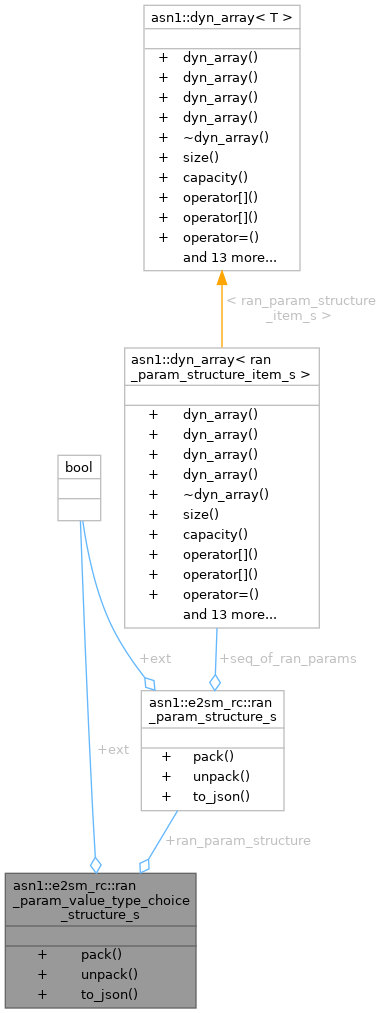 asn1::dyn_array< T >
+ dyn_array()
+ dyn_array()
+ dyn_array()
+ dyn_array()
+ ~dyn_array()
+ size()
+ capacity()
+ operator[]()
+ operator[]()
+ operator=()
and 13 more...
< ran_param_structure
_item_s >
asn1::dyn_array< ran
_param_structure_item_s >
+ dyn_array()
+ dyn_array()
+ dyn_array()
+ dyn_array()
+ ~dyn_array()
+ size()
+ capacity()
+ operator[]()
+ operator[]()
+ operator=()
and 13 more...
bool
+ext
+seq_of_ran_params
asn1::e2sm_rc::ran
_param_structure_s
+ pack()
+ unpack()
+ to_json()
+ext
+ran_param_structure
asn1::e2sm_rc::ran
_param_value_type_choice
_structure_s
+ pack()
+ unpack()
+ to_json()